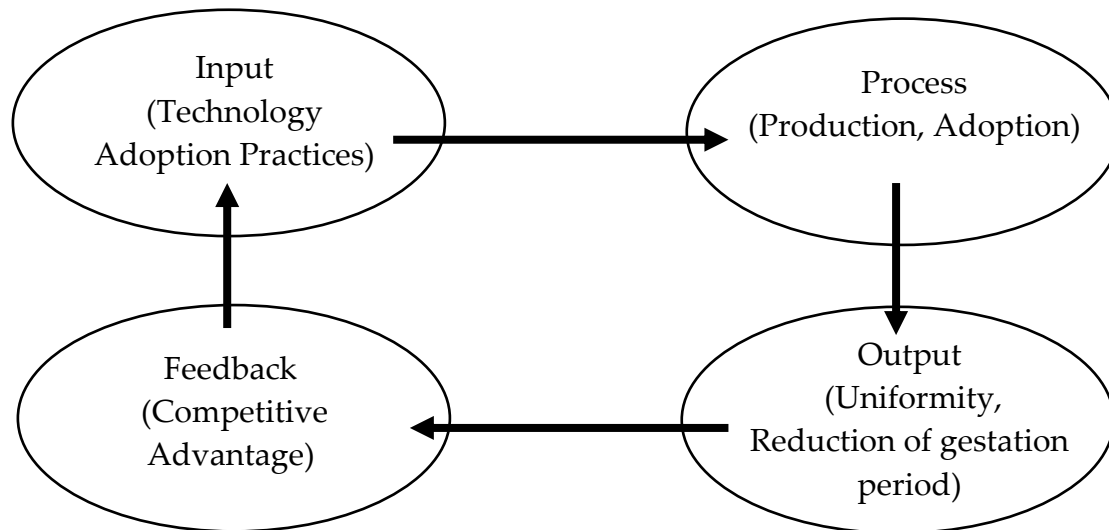 Input
(Technology
Adoption Practices)
Process
(Production, Adoption)
Feedback
(Competitive
Advantage)
Output
(Uniformity,
Reduction of gestation
period)